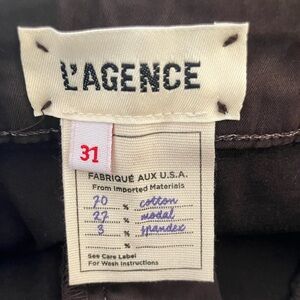 L'AGENCE
31
FABRIQUÉ AUX U.S.A.
From Imported Materials
70 % cotton
27 % modal
3 % spandex
%
See Care Label
For Wash Instructions